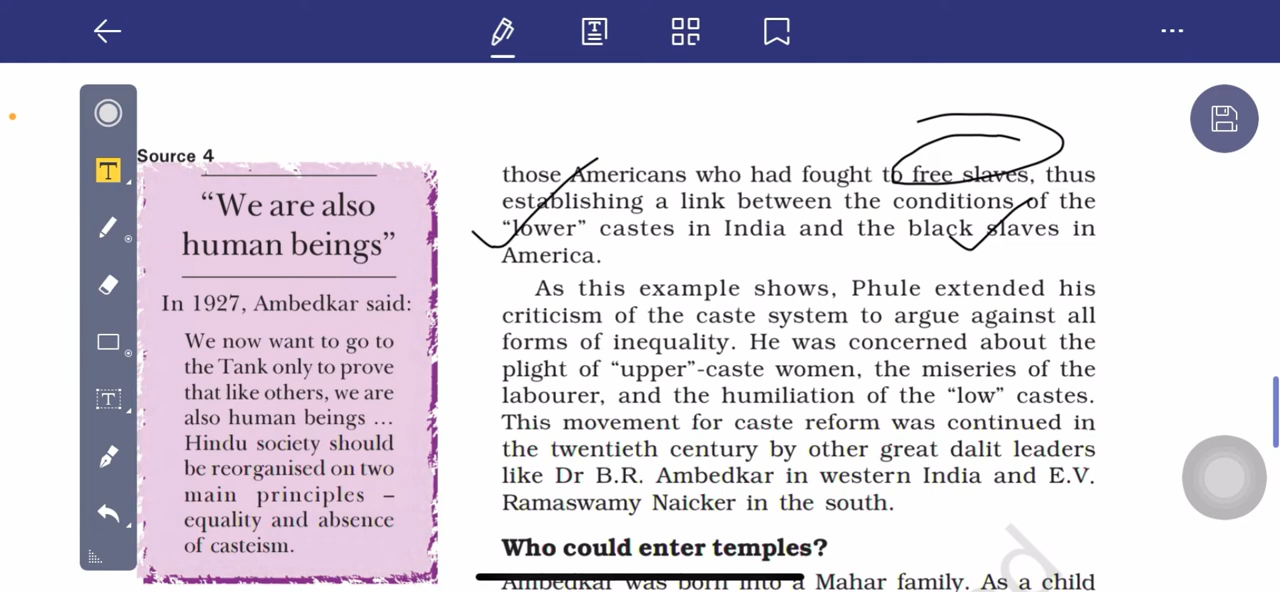 Source 4
“We are also
human beings”
In 1927, Ambedkar said:
We now want to go to
the Tank only to prove
that like others, we are
also human beings …
Hindu society should
be reorganised on two
main principles –
equality and absence
of casteism.
those Americans who had fought to free slaves, thus
establishing a link between the conditions of the
“lower” castes in India and the black slaves in
America.
As this example shows, Phule extended his
criticism of the caste system to argue against all
forms of inequality. He was concerned about the
plight of “upper”-caste women, the miseries of the
labourer, and the humiliation of the “low” castes.
This movement for caste reform was continued in
the twentieth century by other great dalit leaders
like Dr B.R. Ambedkar in western India and E.V.
Ramaswamy Naicker in the south.
Who could enter temples?
Ambedkar was born into a Mahar family. As a child